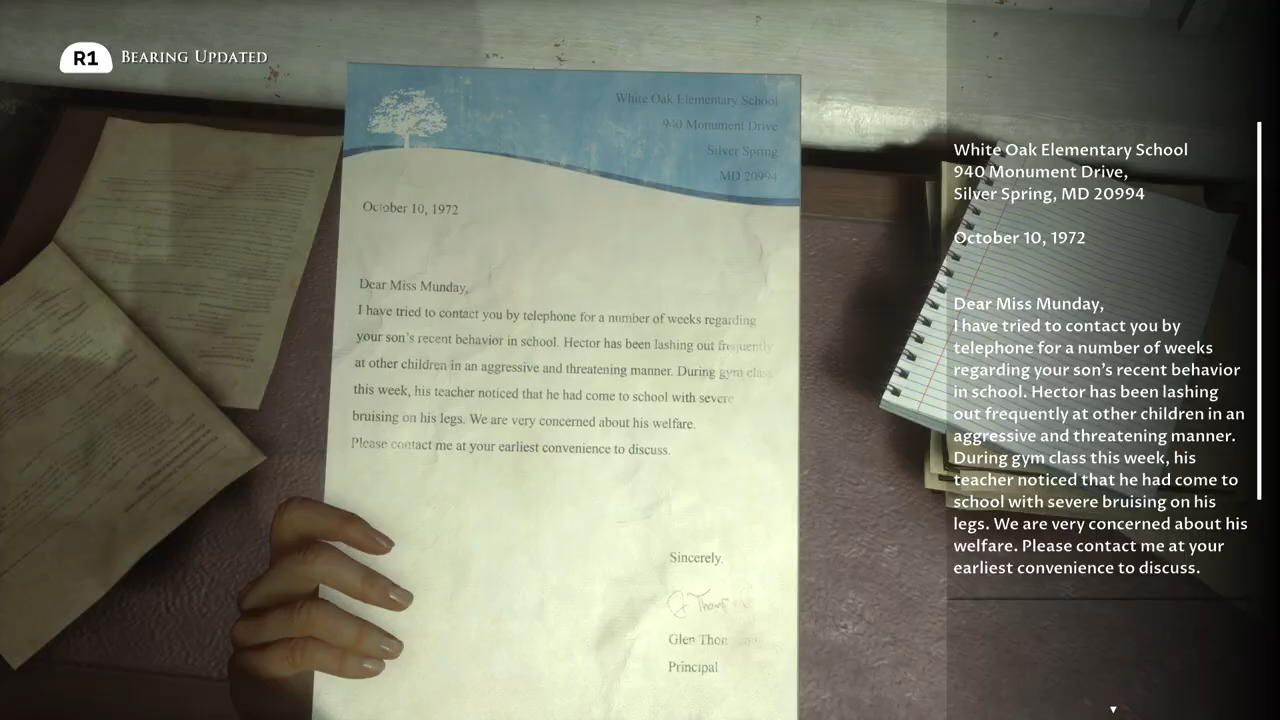 R1 BEARING UPDATED
White Oak Elementary School
940 Monument Drive
Silver Spring
MD 20994
October 10, 1972
Dear Miss Munday,
I have tried to contact you by telephone for a number of weeks regarding
your son's recent behavior in school. Hector has been lashing out frequently
at other children in an aggressive and threatening manner. During gym class
this week, his teacher noticed that he had come to school with severe
bruising on his legs. We are very concerned about his welfare.
Please contact me at your earliest convenience to discuss.
Sincerely,
Glen
Principal
White Oak Elementary School
940 Monument Drive,
Silver Spring, MD 20994
October 10, 1972
Dear Miss Munday,
I have tried to contact you by
telephone for a number of weeks
regarding your son's recent behavior
in school. Hector has been lashing
out frequently at other children in an
aggressive and threatening manner.
During gym class this week, his
teacher noticed that he had come to
school with severe bruising on his
legs. We are very concerned about his
welfare. Please contact me at your
earliest convenience to discuss.